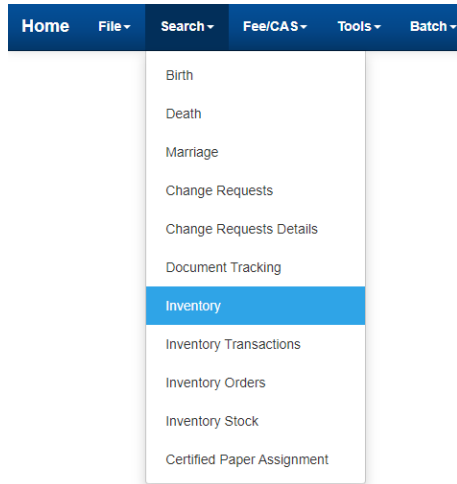 Home File Search Fee/CAS Tools Batch
Birth
Death
Marriage
Change Requests
Change Requests Details
Document Tracking
Inventory
Inventory Transactions
Inventory Orders
Inventory Stock
Certified Paper Assignment